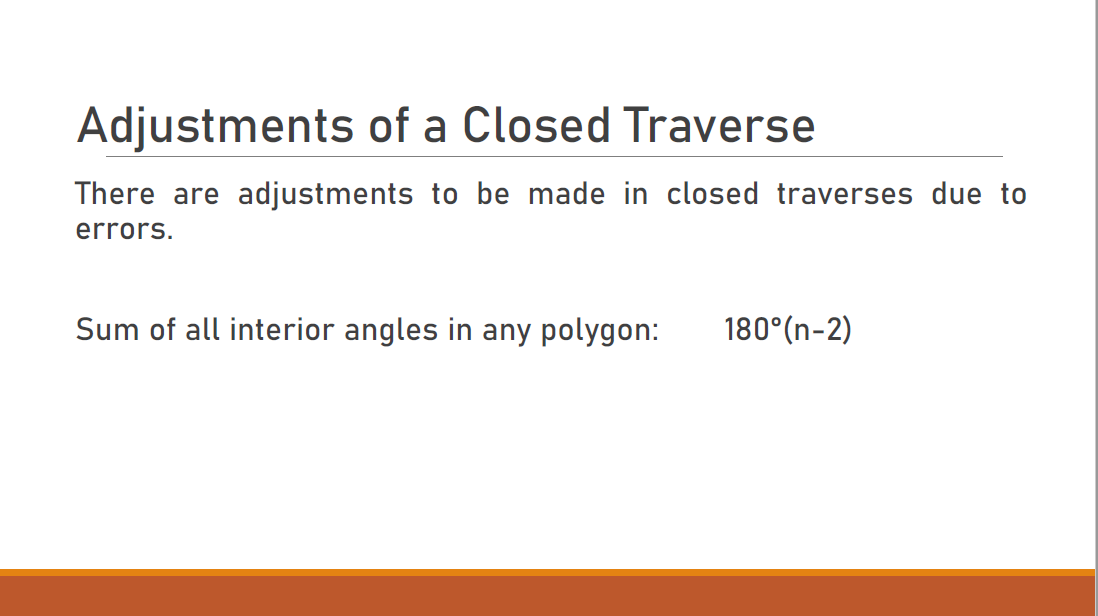 Adjustments of a Closed Traverse
There are adjustments to be made in closed traverses due to
errors.
Sum of all interior angles in any polygon: 180°(n-2)